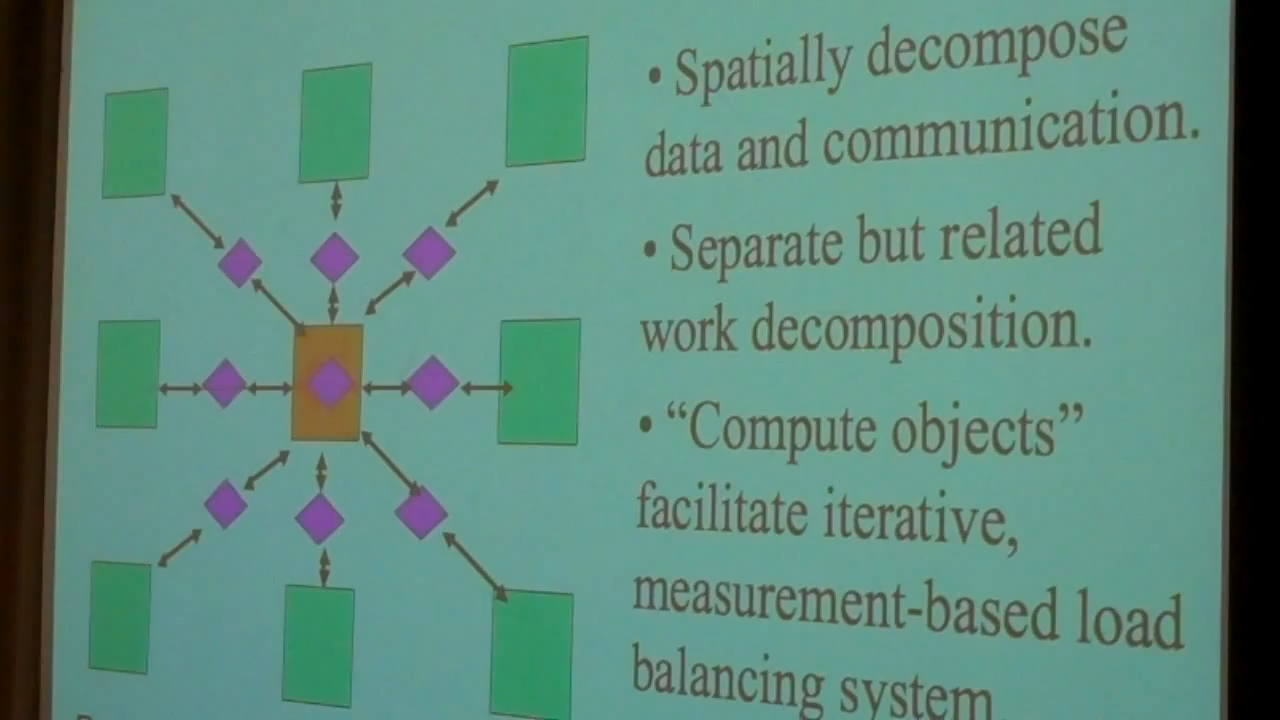 • Spatially decompose
data and communication.
• Separate but related
work decomposition.
• “Compute objects”
facilitate iterative,
measurement-based load
balancing system